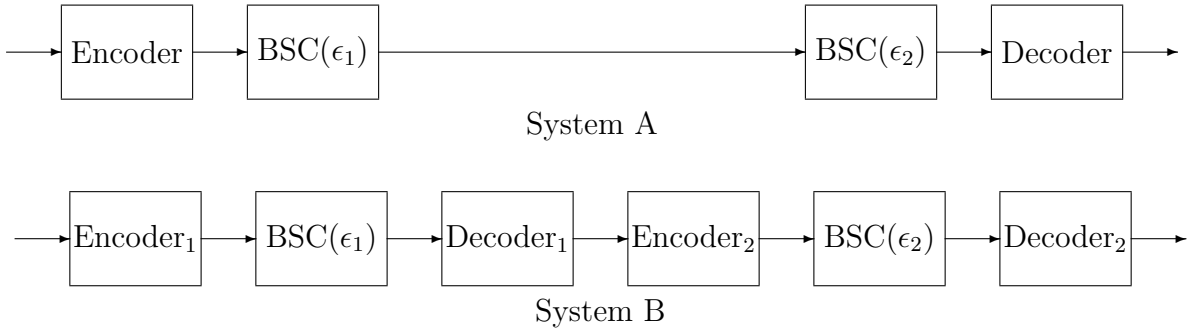 Encoder BSC(ϵ₁) BSC(ϵ₂) Decoder
System A
Encoder₁ BSC(ϵ₁) Decoder₁ Encoder₂ BSC(ϵ₂) Decoder₂
System B